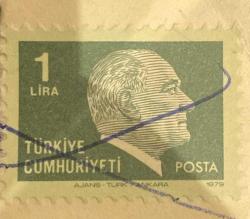 1
LİRA
TÜRKİYE
CUMHURİYETİ
POSTA
AJANS-TÜRK/ANKARA 1979